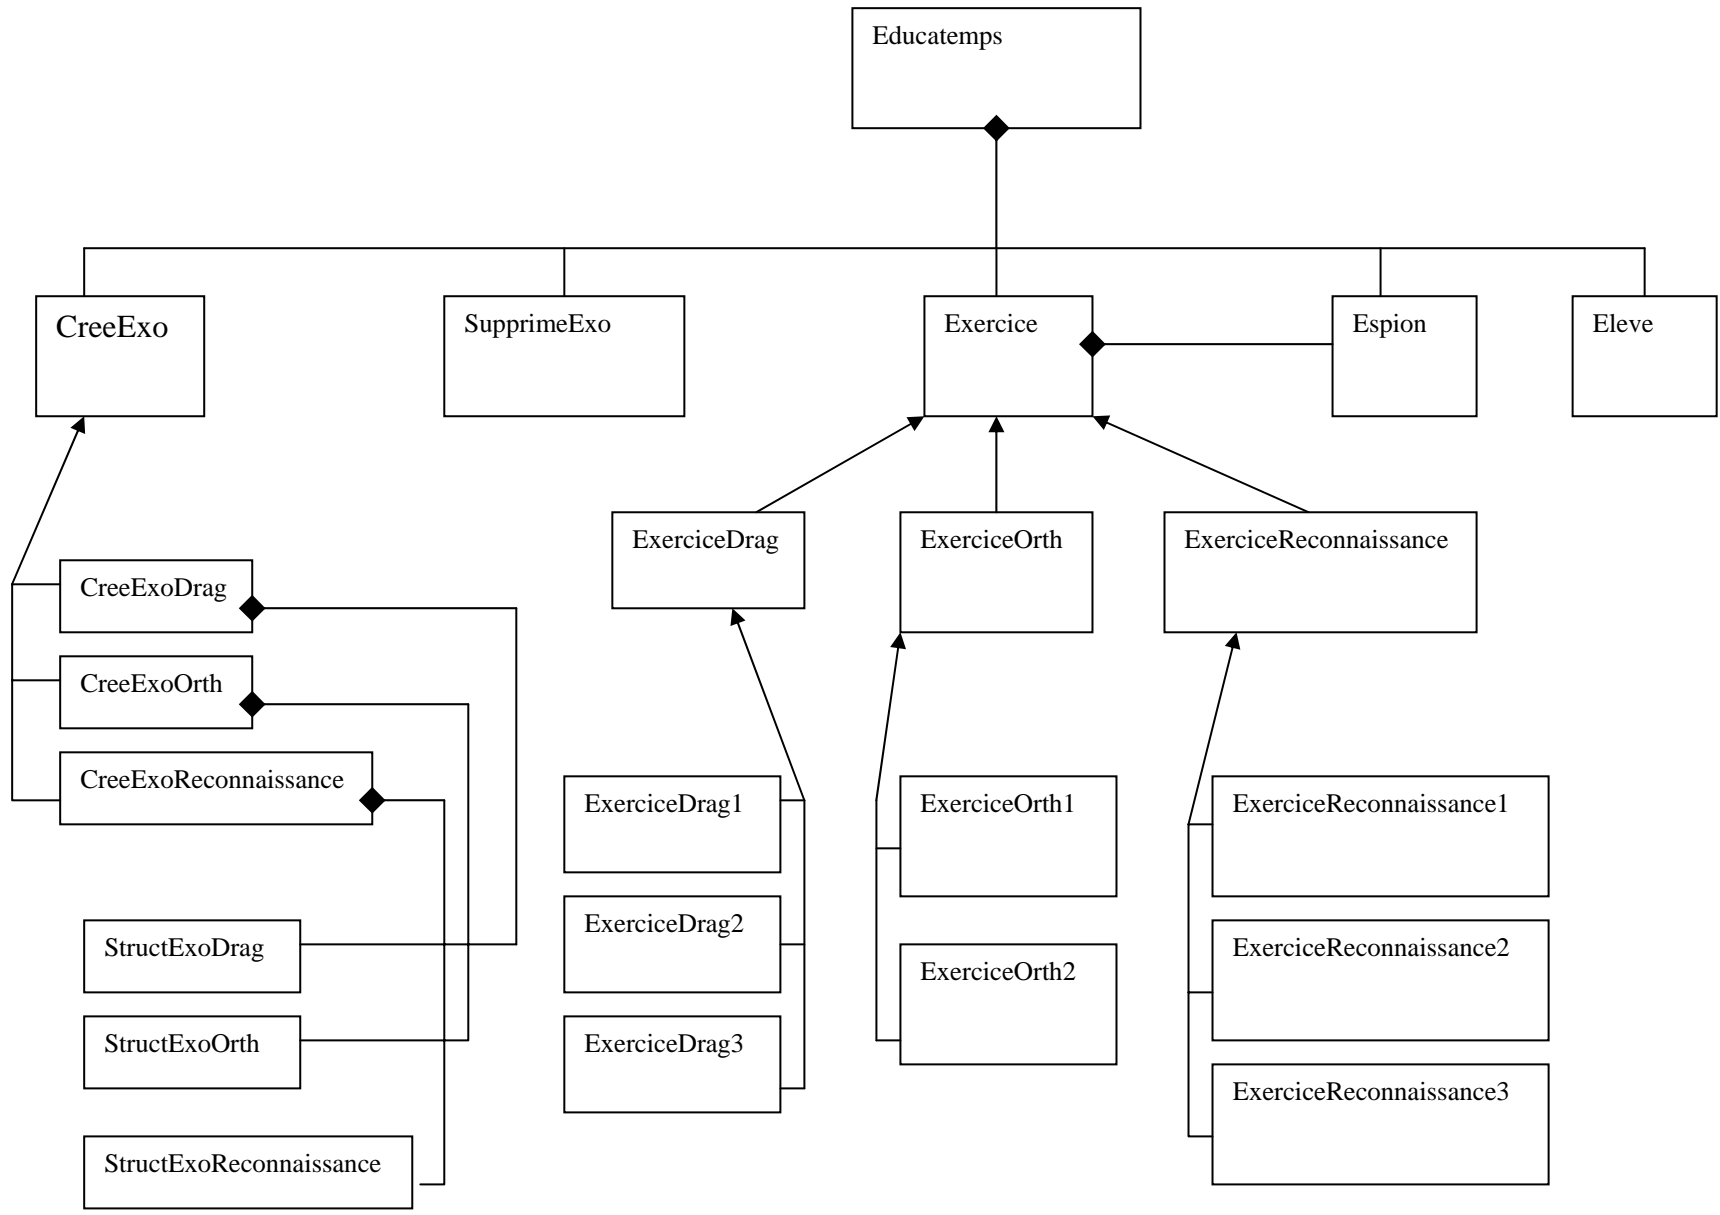 Educatemps
CreeExo
SupprimeExo
Exercice
Espion
Eleve
ExerciceDrag
ExerciceOrth
ExerciceReconnaissance
CreeExoDrag
CreeExoOrth
CreeExoReconnaissance
ExerciceDrag1
ExerciceOrth1
ExerciceReconnaissance1
StructExoDrag
ExerciceDrag2
ExerciceOrth2
ExerciceReconnaissance2
StructExoOrth
ExerciceDrag3
ExerciceReconnaissance3
StructExoReconnaissance